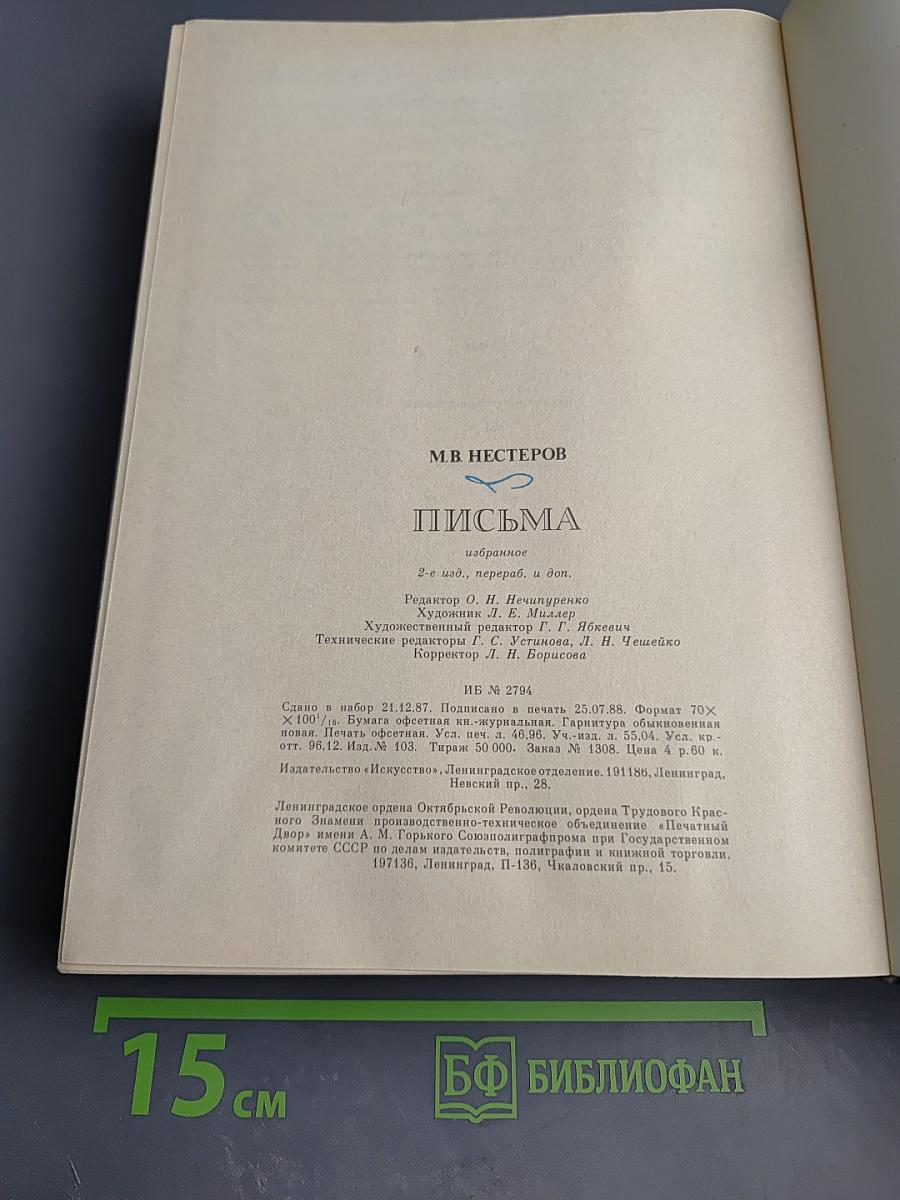 М.В. НЕСТЕРОВ
ПИСЬМА
избранное
2-е изд., перераб. и доп.
Редактор О. Н. Нечипуренко
Художник Л. Е. Миллер
Художественный редактор Г. Г. Ябкевич
Технические редакторы Г. С. Устинова, Л. Н. Чешейко
Корректор Л. Н. Борисова
ИБ № 2794
Сдано в набор 21.12.87. Подписано в печать 25.07.88. Формат 70×
×100¹/₁₆. Бумага офсетная кн.-журнальная. Гарнитура обыкновенная
новая. Печать офсетная. Усл. печ. л. 46,96. Уч.-изд. л. 55,04. Усл. кр.-
отт. 96,12. Изд.№ 103. Тираж 50 000. Заказ № 1308. Цена 4 р.60 к.
Издательство «Искусство», Ленинградское отделение. 191186, Ленинград,
Невский пр., 28.
Ленинградское ордена Октябрьской Революции, ордена Трудового Крас-
ного Знамени производственно-техническое объединение «Печатный
Двор» имени А. М. Горького Союзполиграфпрома при Государственном
комитете СССР по делам издательств, полиграфии и книжной торговли.
197136, Ленинград, П-136, Чкаловский пр., 15.
15 см
БФ БИБЛИОФАН